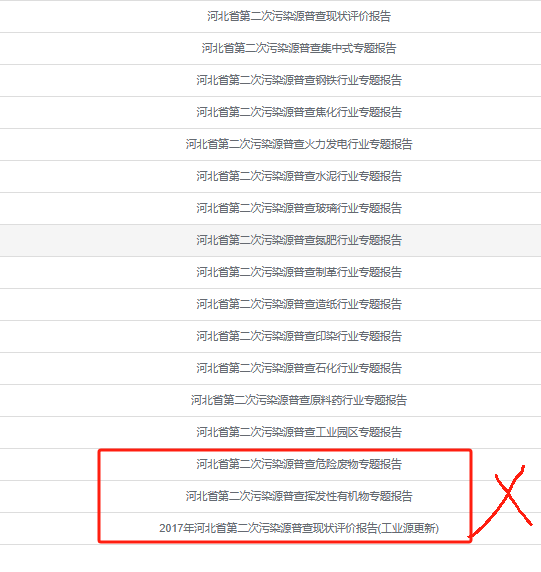 河北省第二次污染源普查现状评价报告
河北省第二次污染源普查集中式专题报告
河北省第二次污染源普查钢铁行业专题报告
河北省第二次污染源普查焦化行业专题报告
河北省第二次污染源普查火力发电行业专题报告
河北省第二次污染源普查水泥行业专题报告
河北省第二次污染源普查玻璃行业专题报告
河北省第二次污染源普查氮肥行业专题报告
河北省第二次污染源普查制革行业专题报告
河北省第二次污染源普查造纸行业专题报告
河北省第二次污染源普查印染行业专题报告
河北省第二次污染源普查石化行业专题报告
河北省第二次污染源普查原料药行业专题报告
河北省第二次污染源普查工业园区专题报告
河北省第二次污染源普查危险废物专题报告
河北省第二次污染源普查挥发性有机物专题报告
2017年河北省第二次污染源普查现状评价报告(工业源更新)